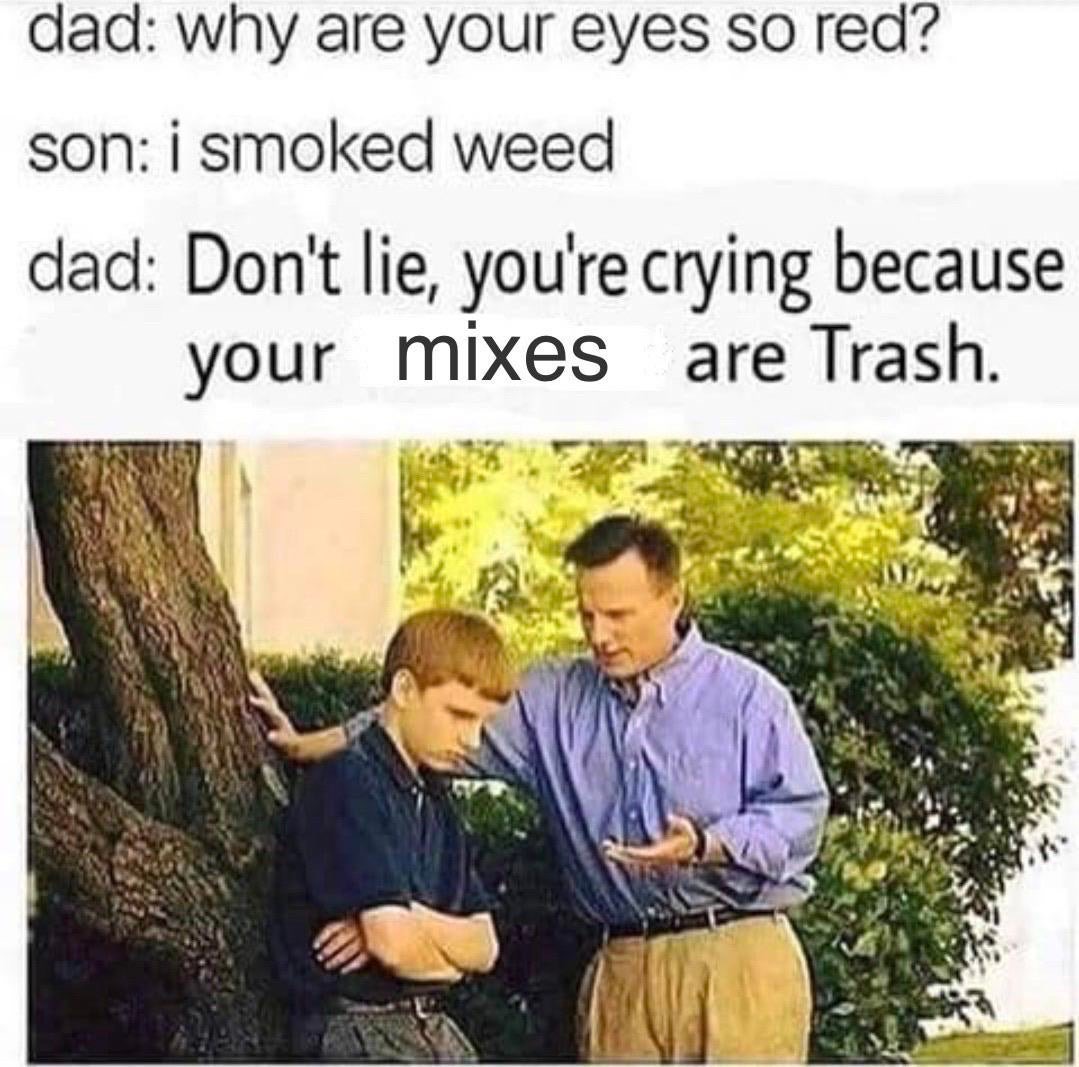 dad: why are your eyes so red?
son: i smoked weed
dad: Don't lie, you're crying because
your mixes are Trash.